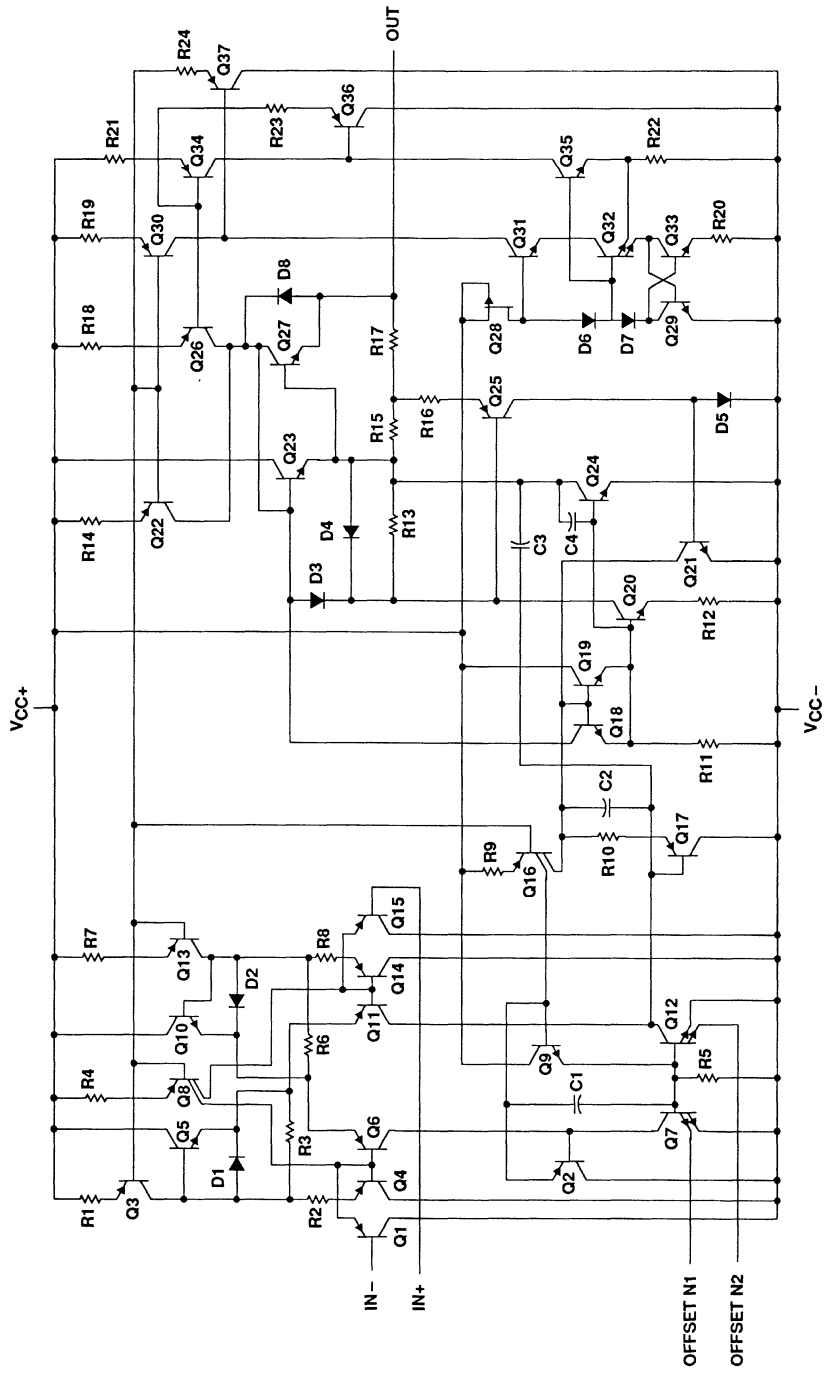 VCC+
R1
R4
R7
R14
R18
R19
R21
R24
Q3
Q5
Q8
Q10
Q13
Q22
Q26
Q30
Q34
Q37
D1
D2
R23
Q36
D8
Q27
Q23
D4
D3
R2
R3
R6
R8
R13
R15
R17
OUT
IN−
IN+
Q1
Q4
Q6
Q11
Q14
Q15
R9
Q16
R16
Q25
Q28
Q31
Q35
C3
C4
Q24
D6
D7
Q32
R22
Q9
C1
Q2
Q7
R5
Q12
C2
R10
Q17
Q18
Q19
Q20
Q21
D5
Q29
Q33
R20
R11
R12
OFFSET N1
OFFSET N2
VCC−